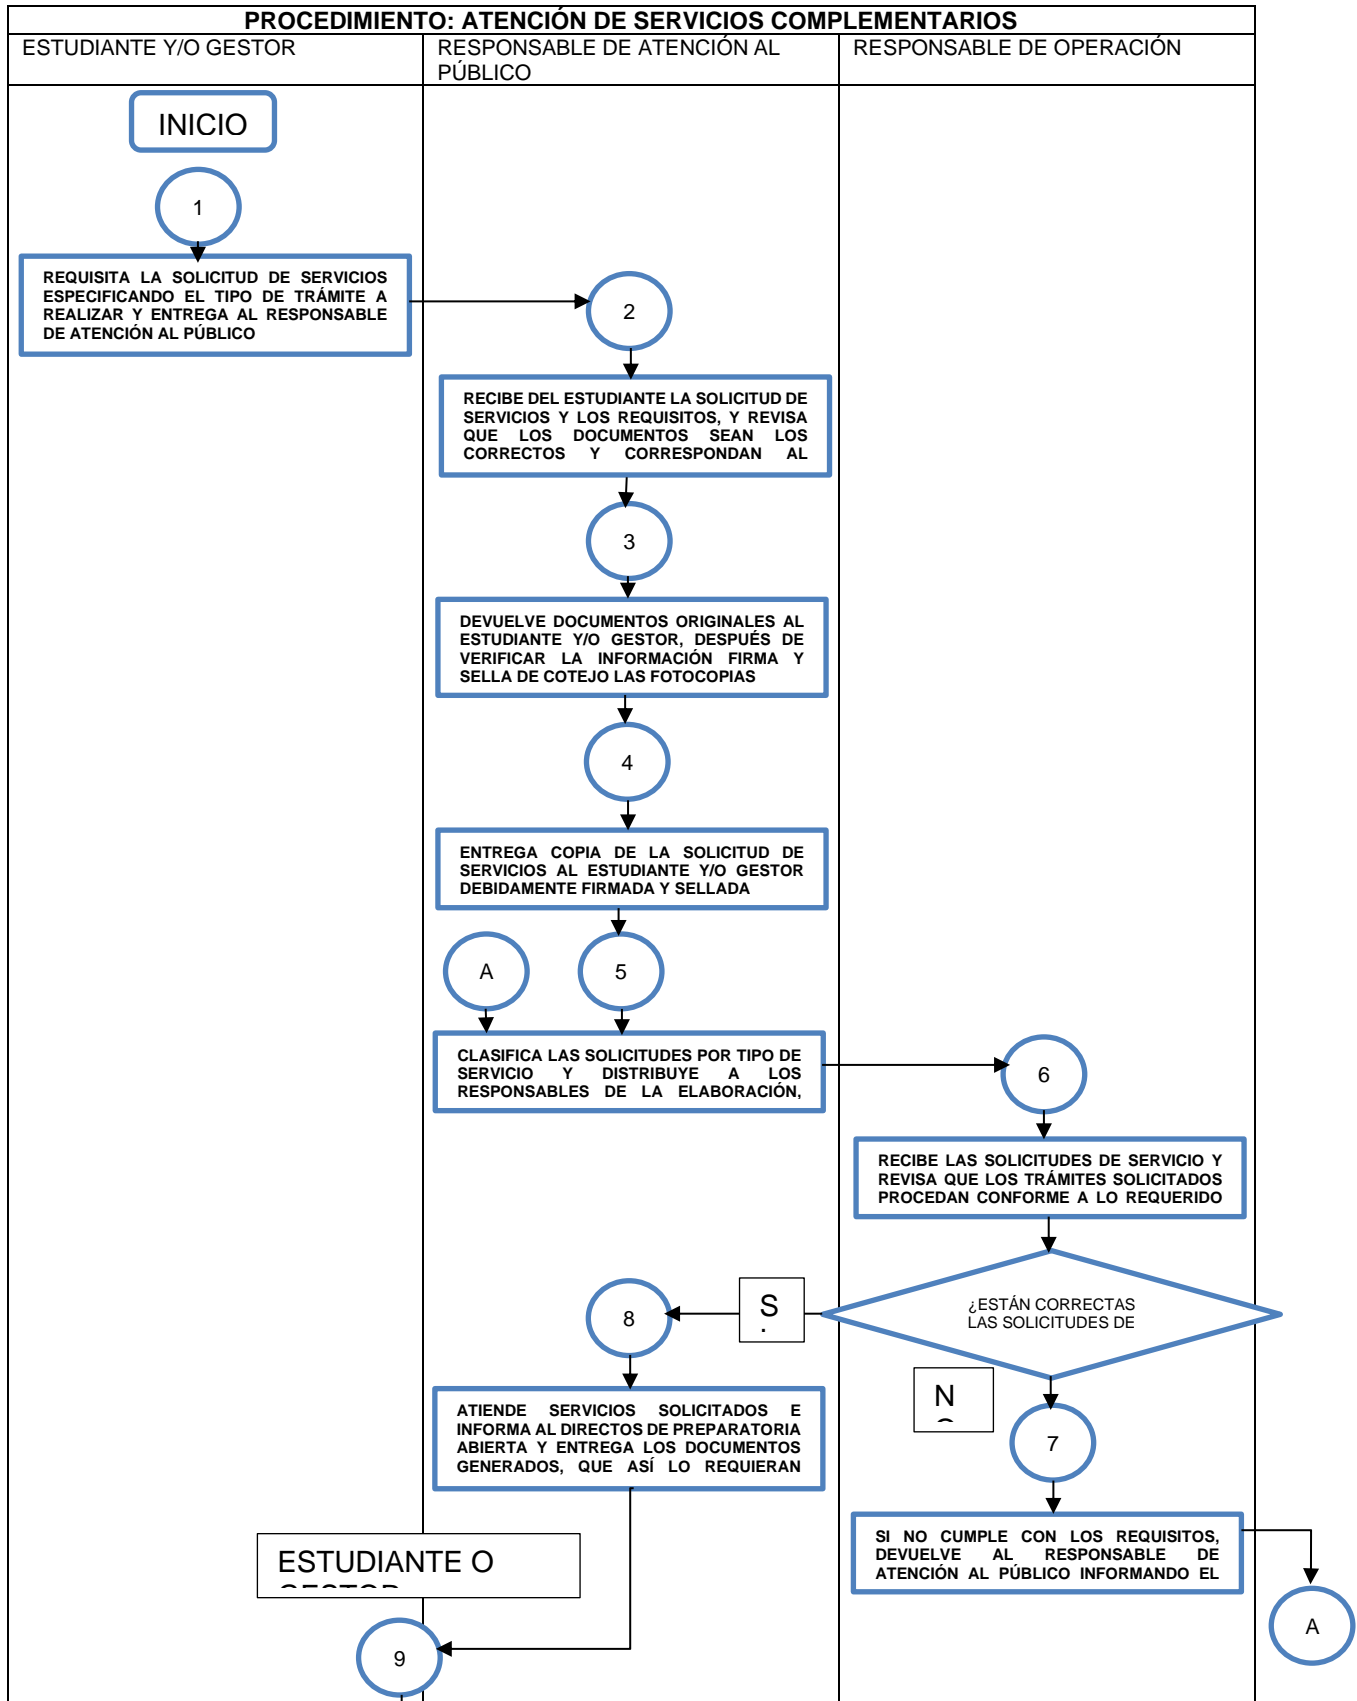 PROCEDIMIENTO: ATENCIÓN DE SERVICIOS COMPLEMENTARIOS
ESTUDIANTE Y/O GESTOR
RESPONSABLE DE ATENCIÓN AL
PÚBLICO
RESPONSABLE DE OPERACIÓN
INICIO
1
REQUISITA LA SOLICITUD DE SERVICIOS
ESPECIFICANDO EL TIPO DE TRÁMITE A
REALIZAR Y ENTREGA AL RESPONSABLE
DE ATENCIÓN AL PÚBLICO
2
RECIBE DEL ESTUDIANTE LA SOLICITUD DE
SERVICIOS Y LOS REQUISITOS, Y REVISA
QUE LOS DOCUMENTOS SEAN LOS
CORRECTOS Y CORRESPONDAN AL
3
DEVUELVE DOCUMENTOS ORIGINALES AL
ESTUDIANTE Y/O GESTOR, DESPUÉS DE
VERIFICAR LA INFORMACIÓN FIRMA Y
SELLA DE COTEJO LAS FOTOCOPIAS
4
ENTREGA COPIA DE LA SOLICITUD DE
SERVICIOS AL ESTUDIANTE Y/O GESTOR
DEBIDAMENTE FIRMADA Y SELLADA
A
5
CLASIFICA LAS SOLICITUDES POR TIPO DE
SERVICIO Y DISTRIBUYE A LOS
RESPONSABLES DE LA ELABORACIÓN,
6
RECIBE LAS SOLICITUDES DE SERVICIO Y
REVISA QUE LOS TRÁMITES SOLICITADOS
PROCEDAN CONFORME A LO REQUERIDO
¿ESTÁN CORRECTAS
LAS SOLICITUDES DE
S
8
N
7
ATIENDE SERVICIOS SOLICITADOS E
INFORMA AL DIRECTOS DE PREPARATORIA
ABIERTA Y ENTREGA LOS DOCUMENTOS
GENERADOS, QUE ASÍ LO REQUIERAN
SI NO CUMPLE CON LOS REQUISITOS,
DEVUELVE AL RESPONSABLE DE
ATENCIÓN AL PÚBLICO INFORMANDO EL
A
ESTUDIANTE O
9